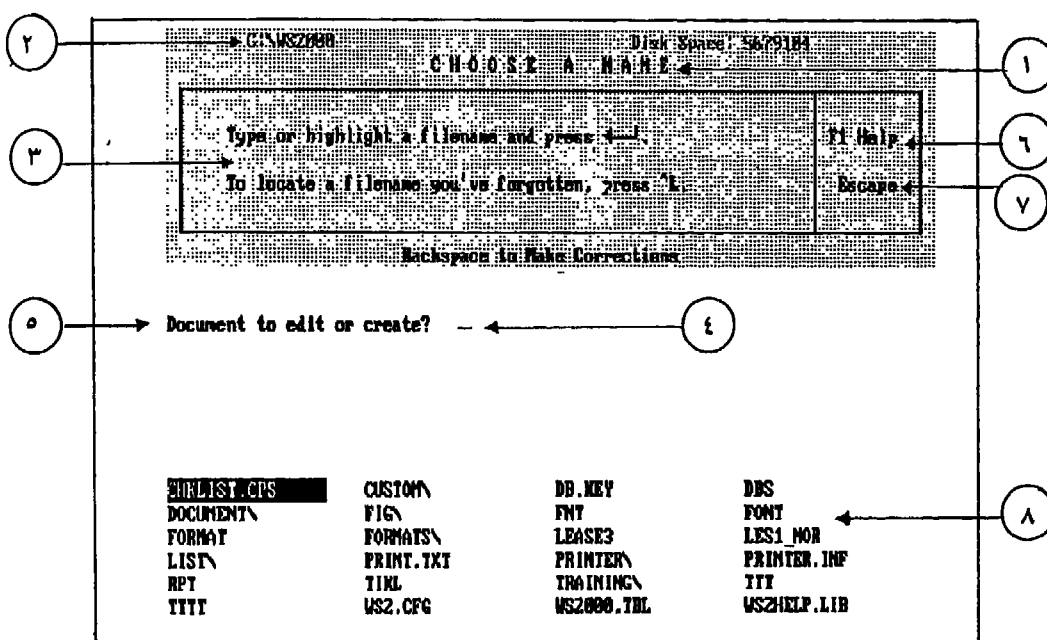 ٢ G:\WS2000 Disk Space: 5679104
CHOOSE A NAME ١
Type or highlight a filename and press ↵. F1 Help ٦
٣
To locate a filename you've forgotten, press ^L. Escape ٧
Backspace to Make Corrections
٥ Document to edit or create? _ ٤
CHKLIST.CPS CUSTOM\ DB.KEY DBS
DOCUMENT\ FIG\ FNT FONT ٨
FORMAT FORMATS\ LEASE3 LES1_MOR
LIST\ PRINT.TXT PRINTER\ PRINTER.INF
RPT TIKL TRAINING\ TTT
TTTT WS2.CFG WS2000.TBL WS2HELP.LIB